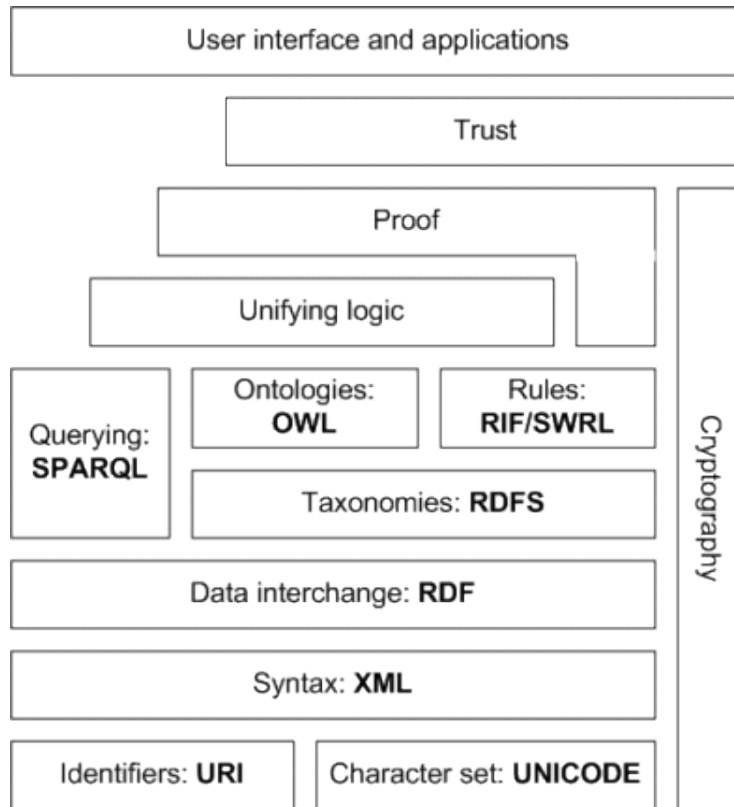 User interface and applications
Trust
Proof
Unifying logic
Querying:
SPARQL
Ontologies:
OWL
Rules:
RIF/SWRL
Taxonomies: RDFS
Data interchange: RDF
Syntax: XML
Identifiers: URI
Character set: UNICODE
Cryptography